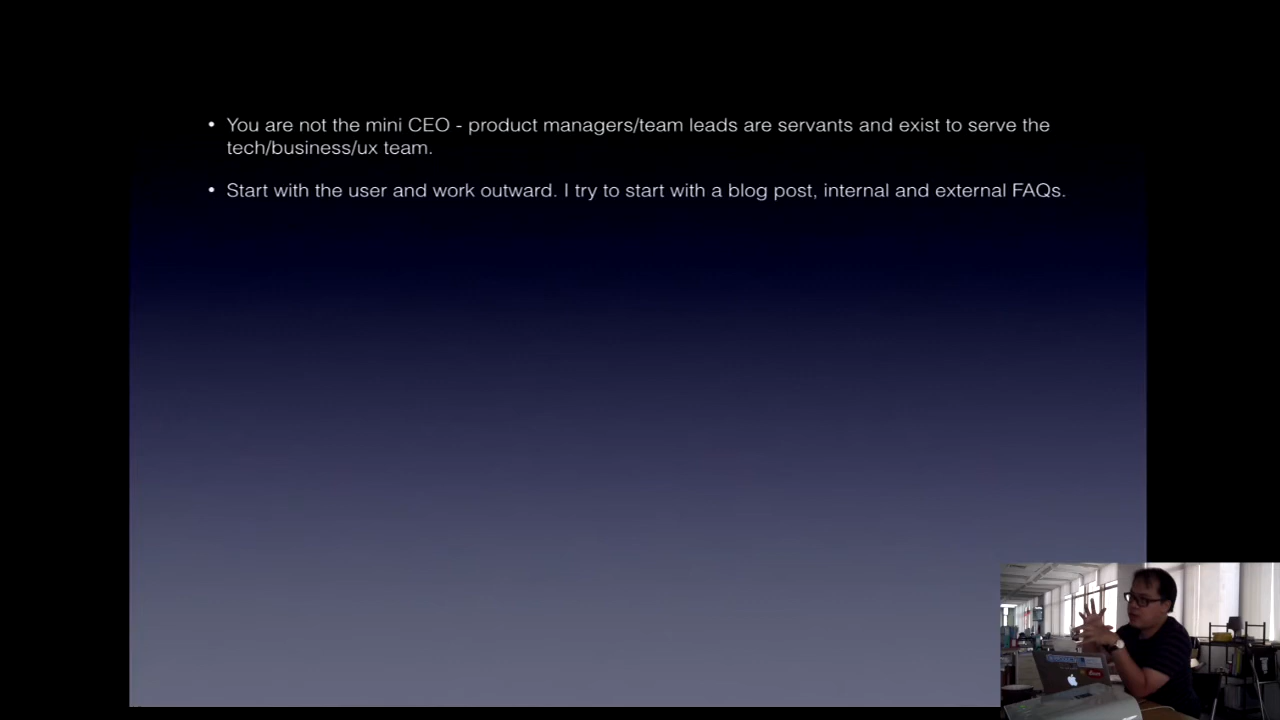 • You are not the mini CEO - product managers/team leads are servants and exist to serve the
tech/business/ux team.
• Start with the user and work outward. I try to start with a blog post, internal and external FAQs.